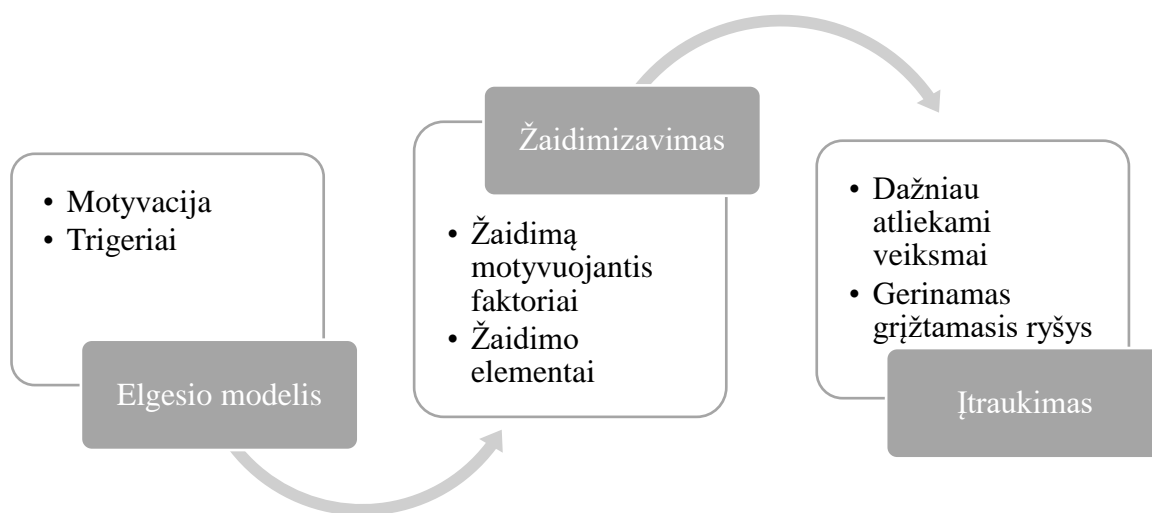 • Motyvacija
• Trigeriai
Elgesio modelis
Žaidimizavimas
• Žaidimą
motyvuojantis
faktoriai
• Žaidimo
elementai
• Dažniau
atliekami
veiksmai
• Gerinamas
grįžtamasis ryšys
Įtraukimas